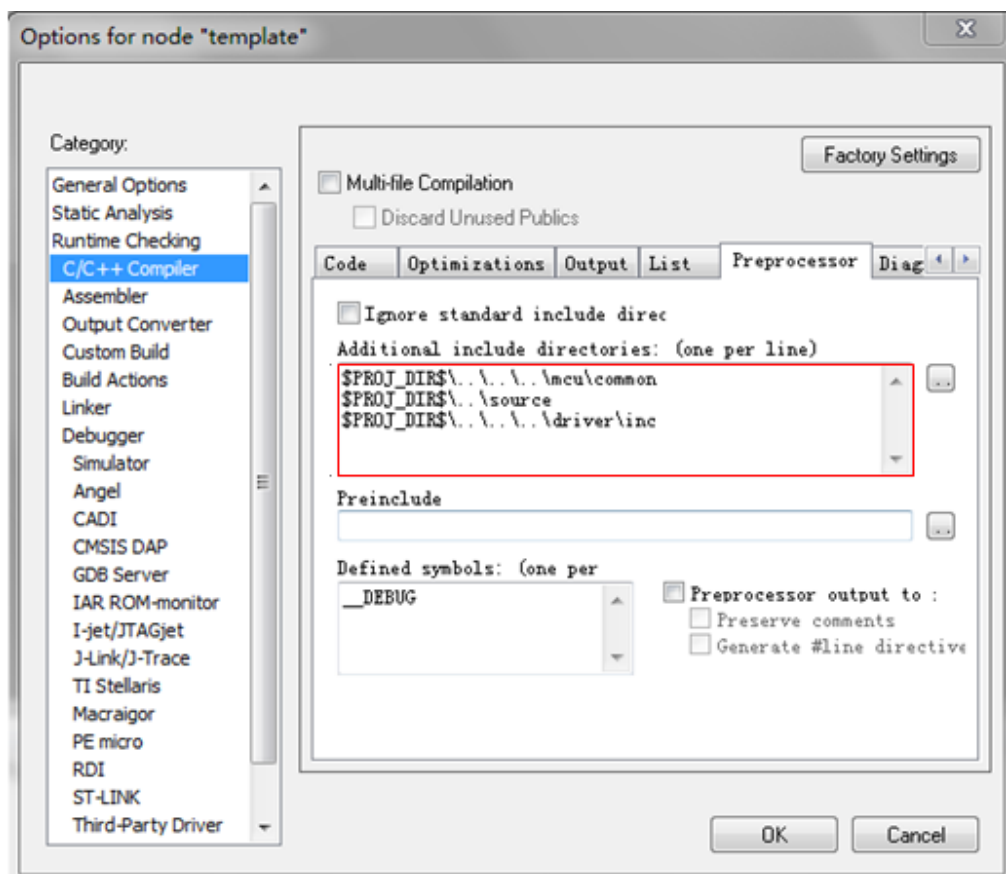 Options for node "template"
Category:
General Options
Static Analysis
Runtime Checking
C/C++ Compiler
Assembler
Output Converter
Custom Build
Build Actions
Linker
Debugger
Simulator
Angel
CADI
CMSIS DAP
GDB Server
IAR ROM-monitor
I-jet/JTAGjet
J-Link/J-Trace
TI Stellaris
Macraigor
PE micro
RDI
ST-LINK
Third-Party Driver
Factory Settings
Multi-file Compilation
Discard Unused Publics
Code Optimizations Output List Preprocessor Diag
Ignore standard include direc
Additional include directories: (one per line)
$PROJ_DIR$\..\..\..\mcu\common
$PROJ_DIR$\..\source
$PROJ_DIR$\..\..\..\driver\inc
..
Preinclude
..
Defined symbols: (one per
__DEBUG
Preprocessor output to :
Preserve comments
Generate #line directive
OK Cancel